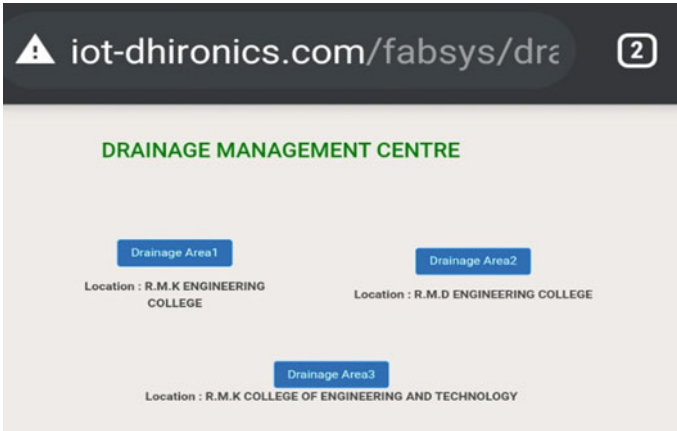 iot-dhironics.com/fabsys/dra
2
DRAINAGE MANAGEMENT CENTRE
Drainage Area1
Location : R.M.K ENGINEERING
COLLEGE
Drainage Area2
Location : R.M.D ENGINEERING COLLEGE
Drainage Area3
Location : R.M.K COLLEGE OF ENGINEERING AND TECHNOLOGY